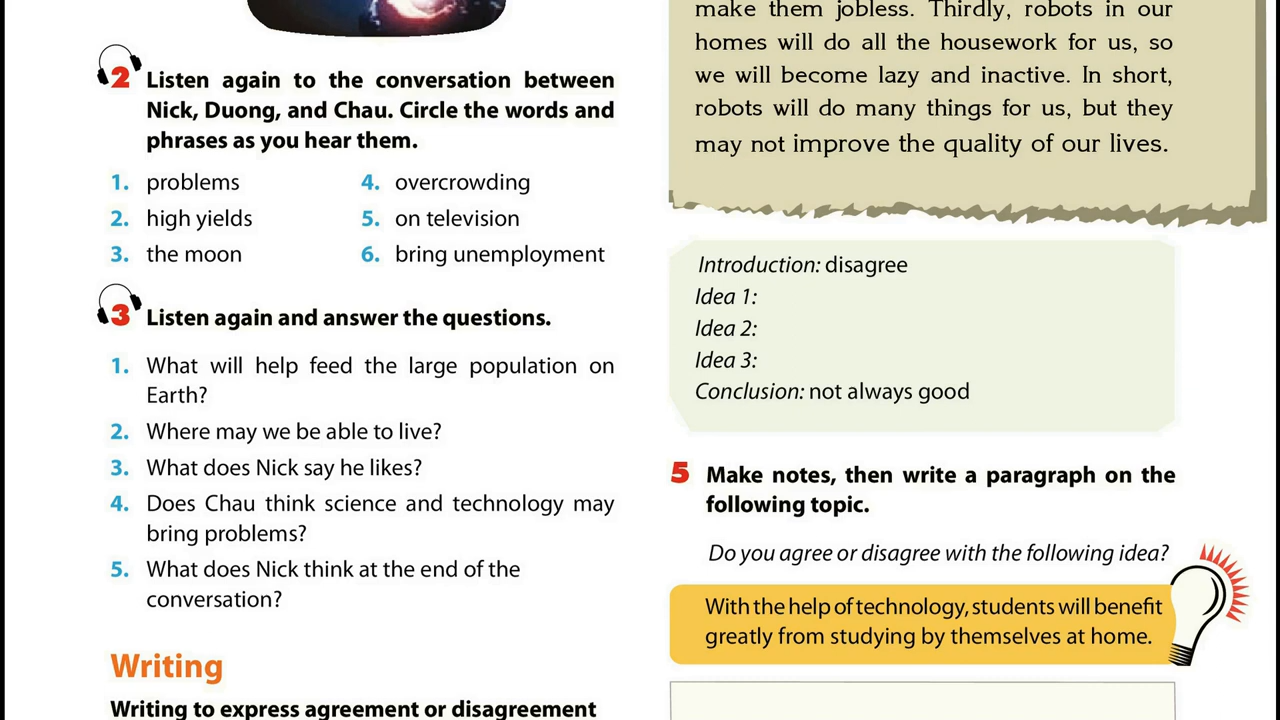 2 Listen again to the conversation between
Nick, Duong, and Chau. Circle the words and
phrases as you hear them.
1. problems
2. high yields
3. the moon
4. overcrowding
5. on television
6. bring unemployment
3 Listen again and answer the questions.
1. What will help feed the large population on
Earth?
2. Where may we be able to live?
3. What does Nick say he likes?
4. Does Chau think science and technology may
bring problems?
5. What does Nick think at the end of the
conversation?
Writing
Writing to express agreement or disagreement
make them jobless. Thirdly, robots in our
homes will do all the housework for us, so
we will become lazy and inactive. In short,
robots will do many things for us, but they
may not improve the quality of our lives.
Introduction: disagree
Idea 1:
Idea 2:
Idea 3:
Conclusion: not always good
5 Make notes, then write a paragraph on the
following topic.
Do you agree or disagree with the following idea?
With the help of technology, students will benefit
greatly from studying by themselves at home.